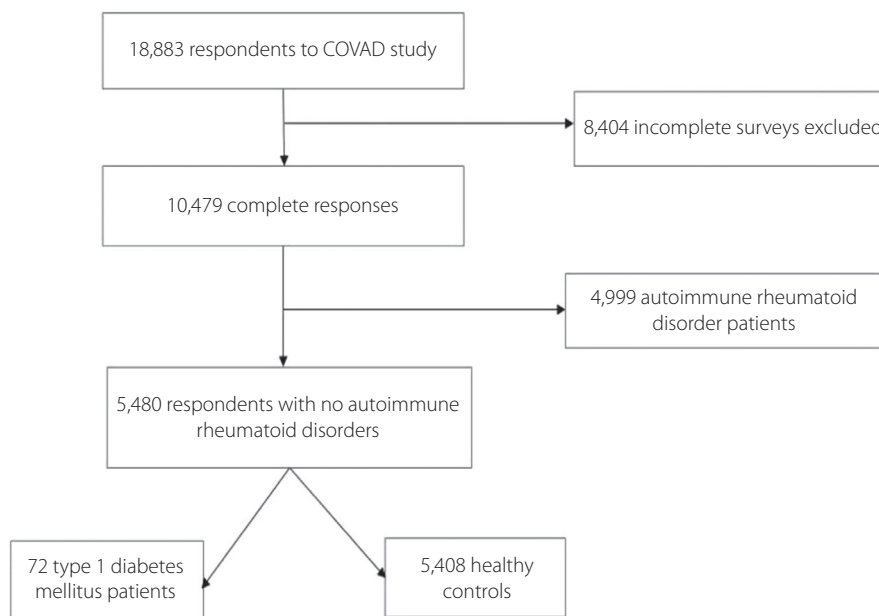 18,883 respondents to COVAD study
8,404 incomplete surveys excluded
10,479 complete responses
4,999 autoimmune rheumatoid
disorder patients
5,480 respondents with no autoimmune
rheumatoid disorders
72 type 1 diabetes
mellitus patients
5,408 healthy
controls